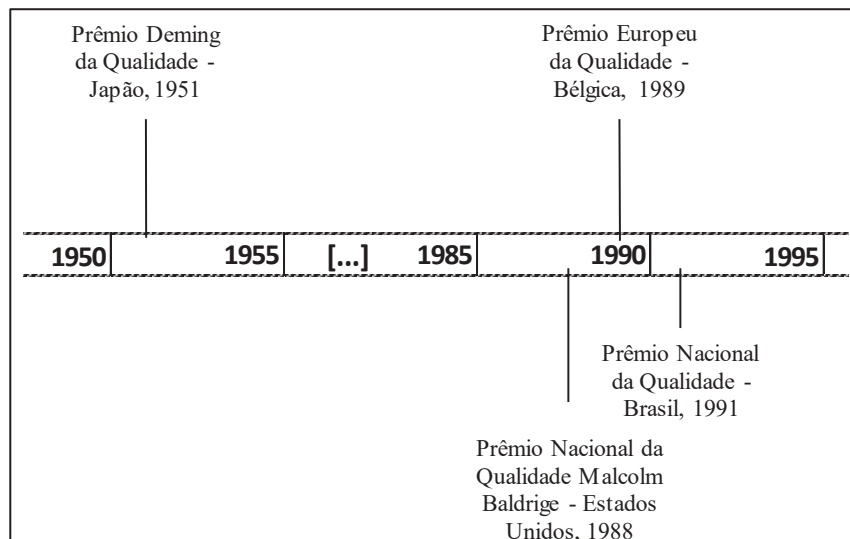 Prêmio Deming
da Qualidade -
Japão, 1951
Prêmio Europeu
da Qualidade -
Bélgica, 1989
1950 1955 [...] 1985 1990 1995
Prêmio Nacional
da Qualidade -
Brasil, 1991
Prêmio Nacional da
Qualidade Malcolm
Baldrige - Estados
Unidos, 1988